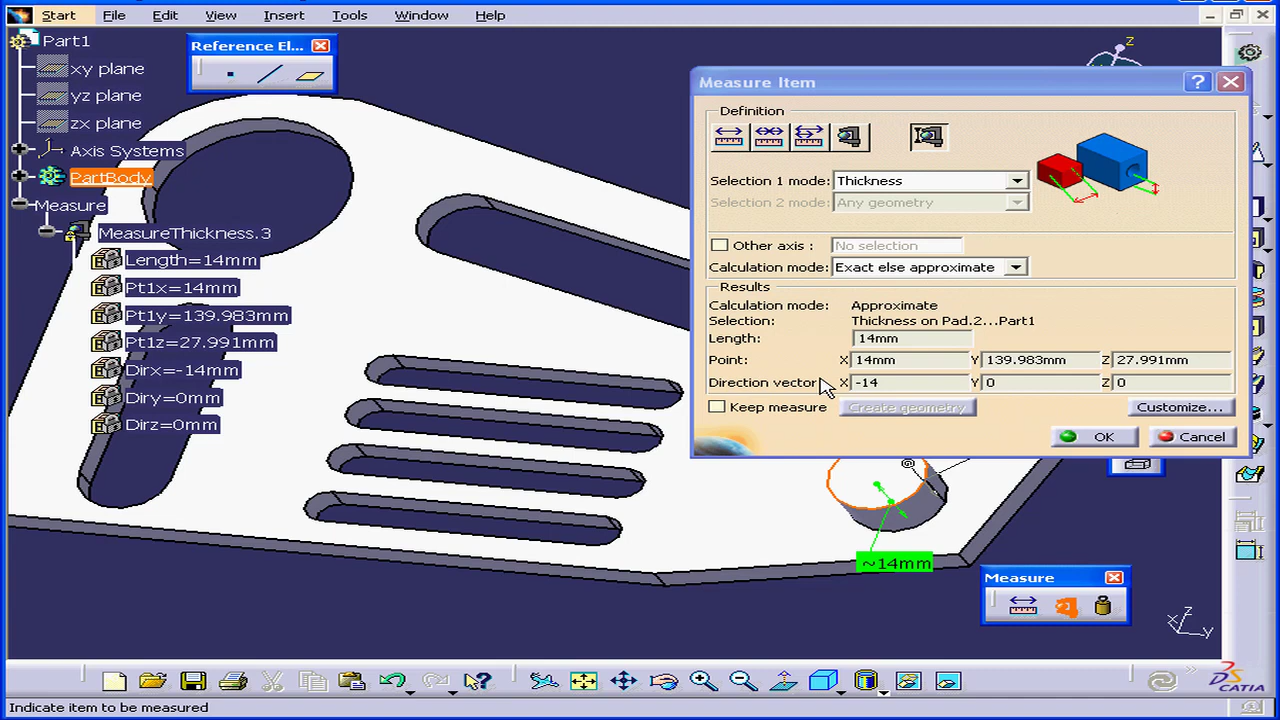 Start File Edit View Insert Tools Window Help
Part1
xy plane
yz plane
zx plane
Axis Systems
PartBody
Measure
MeasureThickness.3
Length=14mm
Pt1x=14mm
Pt1y=139.983mm
Pt1z=27.991mm
Dirx=-14mm
Diry=0mm
Dirz=0mm
Reference El...
z
Measure Item
Definition
Selection 1 mode: Thickness
Selection 2 mode: Any geometry
Other axis : No selection
Calculation mode: Exact else approximate
Results
Calculation mode: Approximate
Selection: Thickness on Pad.2...Part1
Length: 14mm
Point: X 14mm Y 139.983mm Z 27.991mm
Direction vector X -14 Y 0 Z 0
Keep measure Create geometry Customize...
OK Cancel
~14mm
Measure
z
x
y
CATIA
Indicate item to be measured